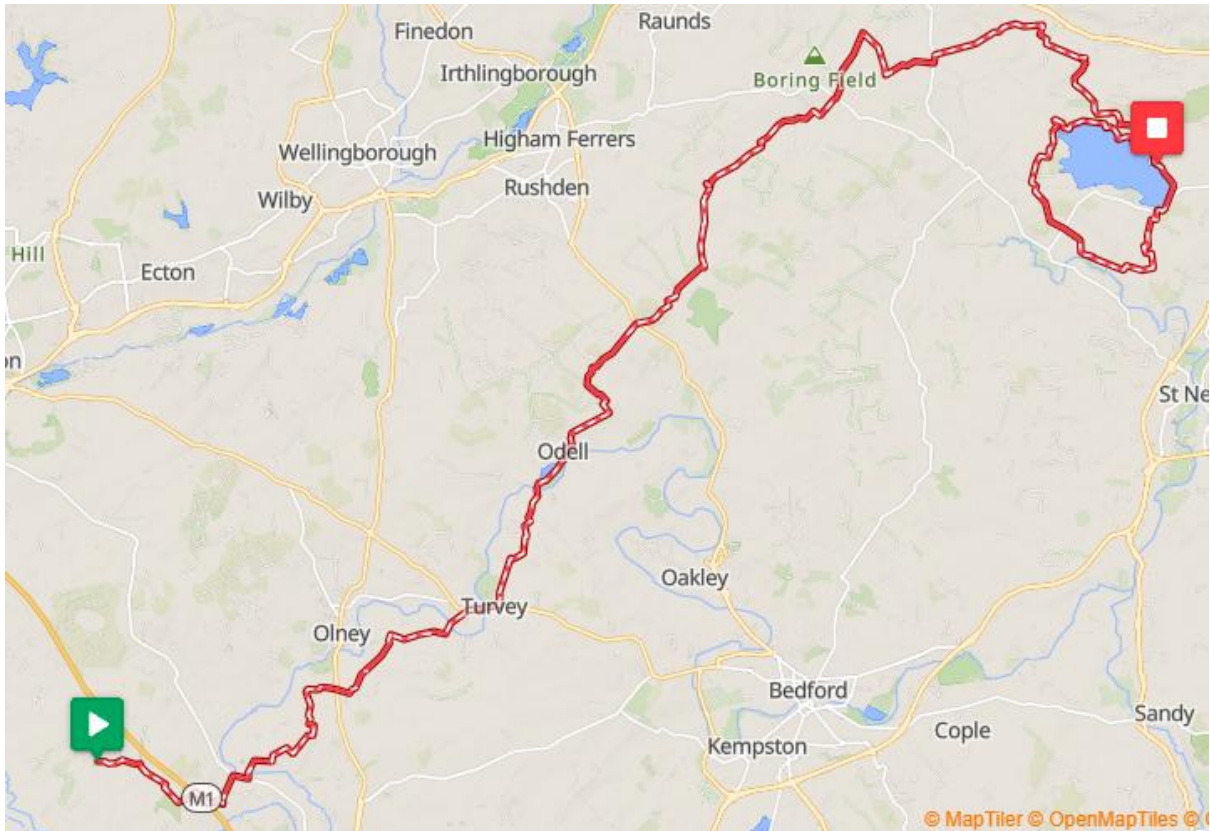 Finedon
Raunds
Irthlingborough
Boring Field
Higham Ferrers
Wellingborough
Rushden
Wilby
Hill
Ecton
on
St Ne
Odell
Oakley
Turvey
Olney
Bedford
Sandy
Cople
Kempston
M1
© MapTiler © OpenMapTiles ©